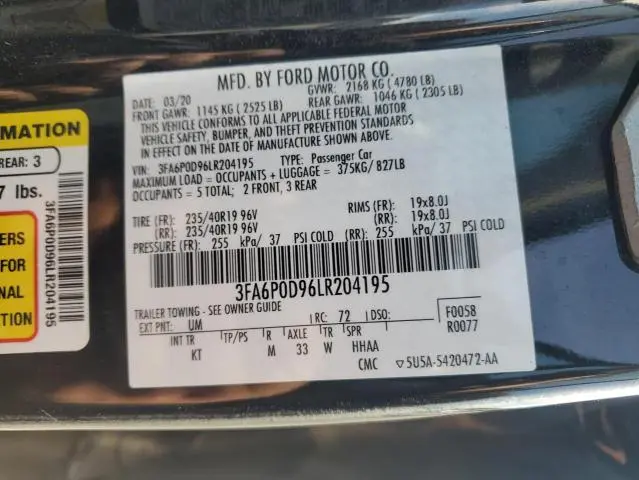 MFD. BY FORD MOTOR CO.
DATE: 03/20 GVWR: 2168 KG ( 4780 LB)
FRONT GAWR: 1145 KG ( 2525 LB) REAR GAWR: 1046 KG ( 2305 LB)
THIS VEHICLE CONFORMS TO ALL APPLICABLE FEDERAL MOTOR
VEHICLE SAFETY, BUMPER, AND THEFT PREVENTION STANDARDS
IN EFFECT ON THE DATE OF MANUFACTURE SHOWN ABOVE.
VIN: 3FA6P0D96LR204195 TYPE: Passenger Car
MAXIMUM LOAD = OCCUPANTS + LUGGAGE = 375KG/ 827LB
OCCUPANTS = 5 TOTAL; 2 FRONT, 3 REAR
TIRE (FR): 235/40R19 96V RIMS (FR): 19x8.0J
(RR): 235/40R19 96V (RR): 19x8.0J
PRESSURE (FR): 255 kPa/ 37 PSI COLD (RR): 255 kPa/ 37 PSI COLD
3FA6P0D96LR204195
TRAILER TOWING - SEE OWNER GUIDE
EXT PNT: UM RC: 72 DSO: F0058
R0077
INT TR TP/PS R AXLE TR SPR
KT M 33 W HHAA
CMC 5U5A-5420472-AA
RMATION
REAR: 3
7 lbs.
ERS
FOR
NAL
ION
3FA6P0D96LR204195